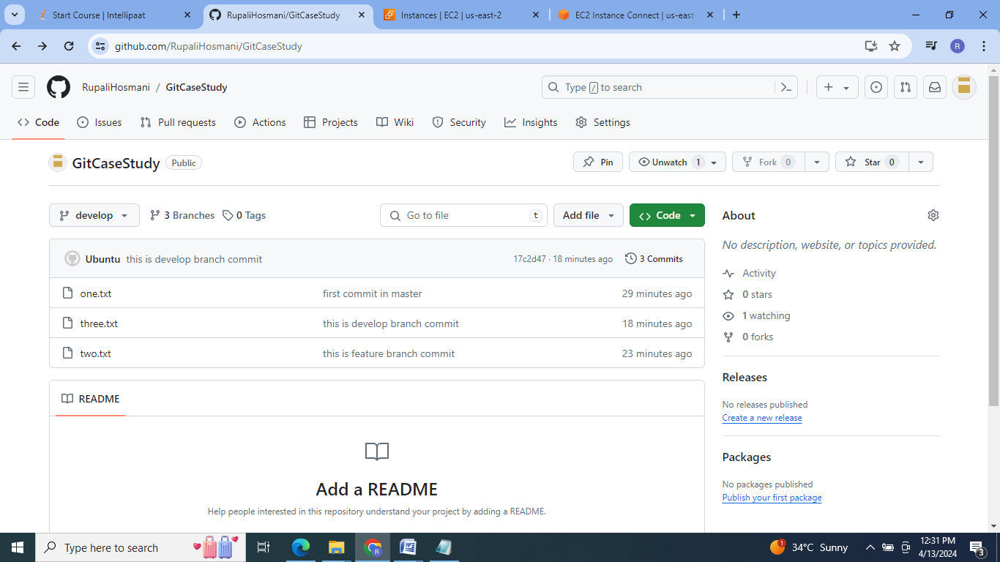 Start Course | Intellipaat
RupaliHosmani/GitCaseStudy
Instances | EC2 | us-east-2
EC2 Instance Connect | us-east-
github.com/RupaliHosmani/GitCaseStudy
R
RupaliHosmani / GitCaseStudy
Type / to search
Code
Issues
Pull requests
Actions
Projects
Wiki
Security
Insights
Settings
GitCaseStudy Public
Pin
Unwatch 1
Fork 0
Star 0
develop
3 Branches
0 Tags
Go to file t
Add file
Code
Ubuntu this is develop branch commit 17c2d47 · 18 minutes ago 3 Commits
one.txt first commit in master 29 minutes ago
three.txt this is develop branch commit 18 minutes ago
two.txt this is feature branch commit 23 minutes ago
README
Add a README
Help people interested in this repository understand your project by adding a README.
About
No description, website, or topics provided.
Activity
0 stars
1 watching
0 forks
Releases
No releases published
Create a new release
Packages
No packages published
Publish your first package
Type here to search
R
W
1
34°C Sunny
12:31 PM
4/13/2024
3